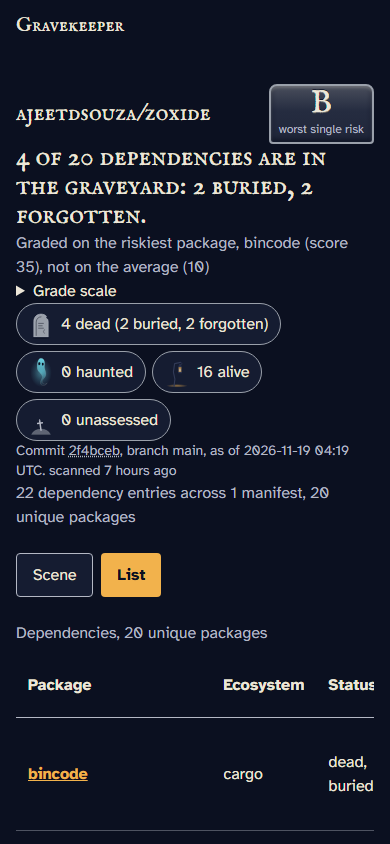 Gravekeeper
ajeetdsouza/zoxide
B
worst single risk
4 of 20 dependencies are in
the graveyard: 2 buried, 2
forgotten.
Graded on the riskiest package, bincode (score
35), not on the average (10)
Grade scale
4 dead (2 buried, 2 forgotten)
0 haunted
16 alive
0 unassessed
Commit 2f4bceb, branch main, as of 2026-11-19 04:19
UTC. scanned 7 hours ago
22 dependency entries across 1 manifest, 20
unique packages
Scene
List
Dependencies, 20 unique packages
Package Ecosystem Status
bincode cargo dead,
buried